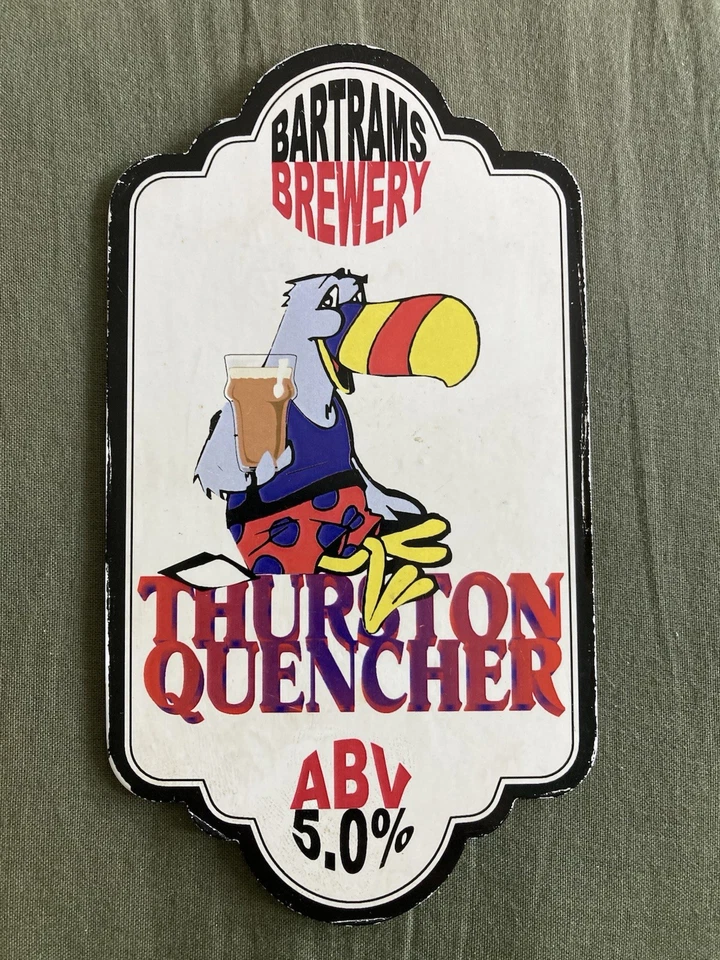 BARTRAMS
BREWERY
THURSTON
QUENCHER
ABV
5.0%